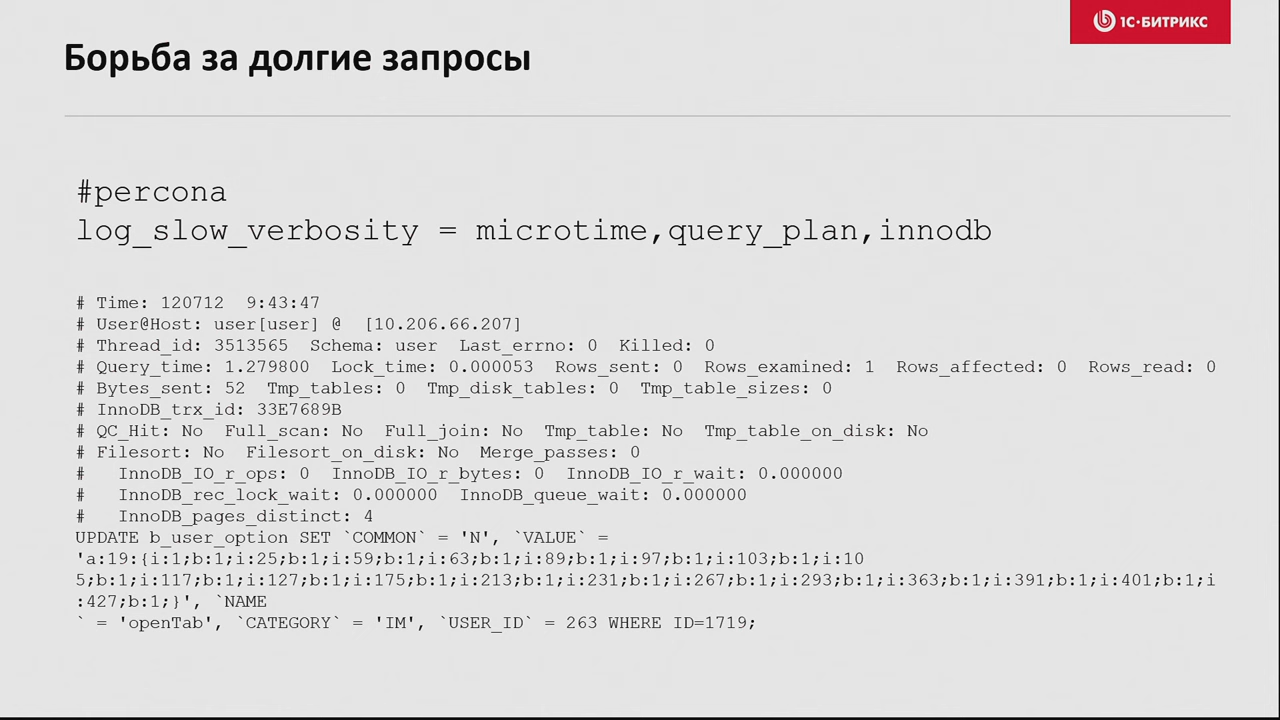 1С-БИТРИКС
Борьба за долгие запросы
#percona
log_slow_verbosity = microtime,query_plan,innodb
# Time: 120712  9:43:47
# User@Host: user[user] @  [10.206.66.207]
# Thread_id: 3513565  Schema: user  Last_errno: 0  Killed: 0
# Query_time: 1.279800  Lock_time: 0.000053  Rows_sent: 0  Rows_examined: 1  Rows_affected: 0  Rows_read: 0
# Bytes_sent: 52  Tmp_tables: 0  Tmp_disk_tables: 0  Tmp_table_sizes: 0
# InnoDB_trx_id: 33E7689B
# QC_Hit: No  Full_scan: No  Full_join: No  Tmp_table: No  Tmp_table_on_disk: No
# Filesort: No  Filesort_on_disk: No  Merge_passes: 0
#   InnoDB_IO_r_ops: 0  InnoDB_IO_r_bytes: 0  InnoDB_IO_r_wait: 0.000000
#   InnoDB_rec_lock_wait: 0.000000  InnoDB_queue_wait: 0.000000
#   InnoDB_pages_distinct: 4
UPDATE b_user_option SET `COMMON` = 'N', `VALUE` =
'a:19:{i:1;b:1;i:25;b:1;i:59;b:1;i:63;b:1;i:89;b:1;i:97;b:1;i:103;b:1;i:10
5;b:1;i:117;b:1;i:127;b:1;i:175;b:1;i:213;b:1;i:231;b:1;i:267;b:1;i:293;b:1;i:363;b:1;i:391;b:1;i:401;b:1;i
:427;b:1;}', `NAME
` = 'openTab', `CATEGORY` = 'IM', `USER_ID` = 263 WHERE ID=1719;